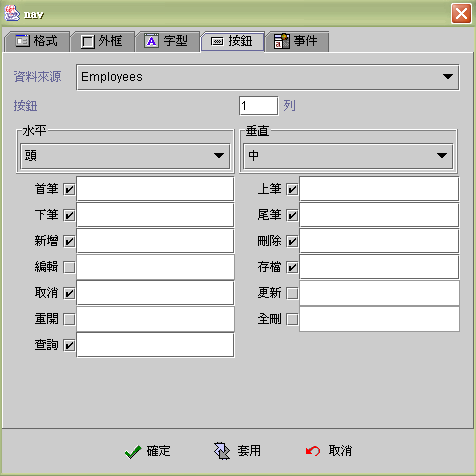 nav
格式 外框 字型 按鈕 事件
資料來源 Employees
按鈕 1 列
水平 垂直
頭 中
首筆 上筆
下筆 尾筆
新增 刪除
編輯 存檔
取消 更新
重開 全刪
查詢
確定 套用 取消